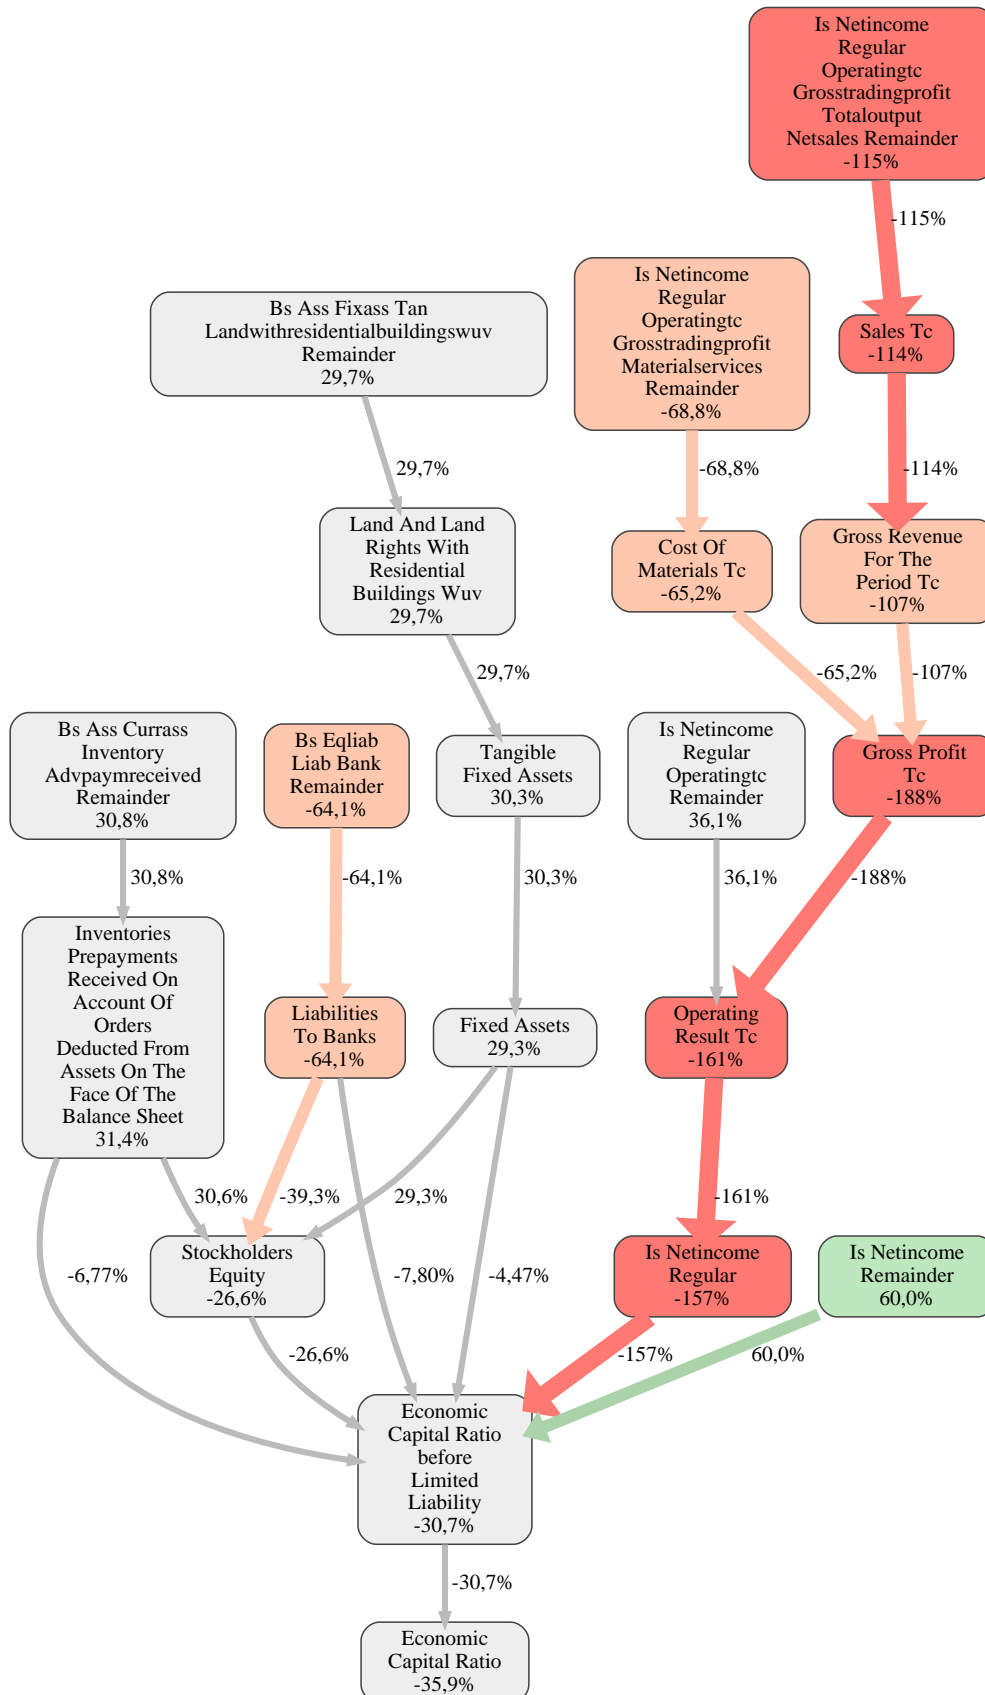 Is Netincome
Regular
Operatingtc
Grosstradingprofit
Totaloutput
Netsales Remainder
-115%
-115%
Bs Ass Fixass Tan
Landwithresidentialbuildingswuv
Remainder
29,7%
Is Netincome
Regular
Operatingtc
Grosstradingprofit
Materialservices
Remainder
-68,8%
Sales Tc
-114%
29,7%
-68,8%
-114%
Land And Land
Rights With
Residential
Buildings Wuv
29,7%
Cost Of
Materials Tc
-65,2%
Gross Revenue
For The
Period Tc
-107%
29,7%
-65,2%
-107%
Bs Ass Currass
Inventory
Advpaymreceived
Remainder
30,8%
Bs Eqliab
Liab Bank
Remainder
-64,1%
Tangible
Fixed Assets
30,3%
Is Netincome
Regular
Operatingtc
Remainder
36,1%
Gross Profit
Tc
-188%
30,8%
-64,1%
30,3%
36,1%
-188%
Inventories
Prepayments
Received On
Account Of
Orders
Deducted From
Assets On The
Face Of The
Balance Sheet
31,4%
Liabilities
To Banks
-64,1%
Fixed Assets
29,3%
Operating
Result Tc
-161%
30,6%
-39,3%
29,3%
-161%
-6,77%
Stockholders
Equity
-26,6%
-7,80%
-4,47%
Is Netincome
Regular
-157%
Is Netincome
Remainder
60,0%
-26,6%
-157%
60,0%
Economic
Capital Ratio
before
Limited
Liability
-30,7%
-30,7%
Economic
Capital Ratio
-35,9%